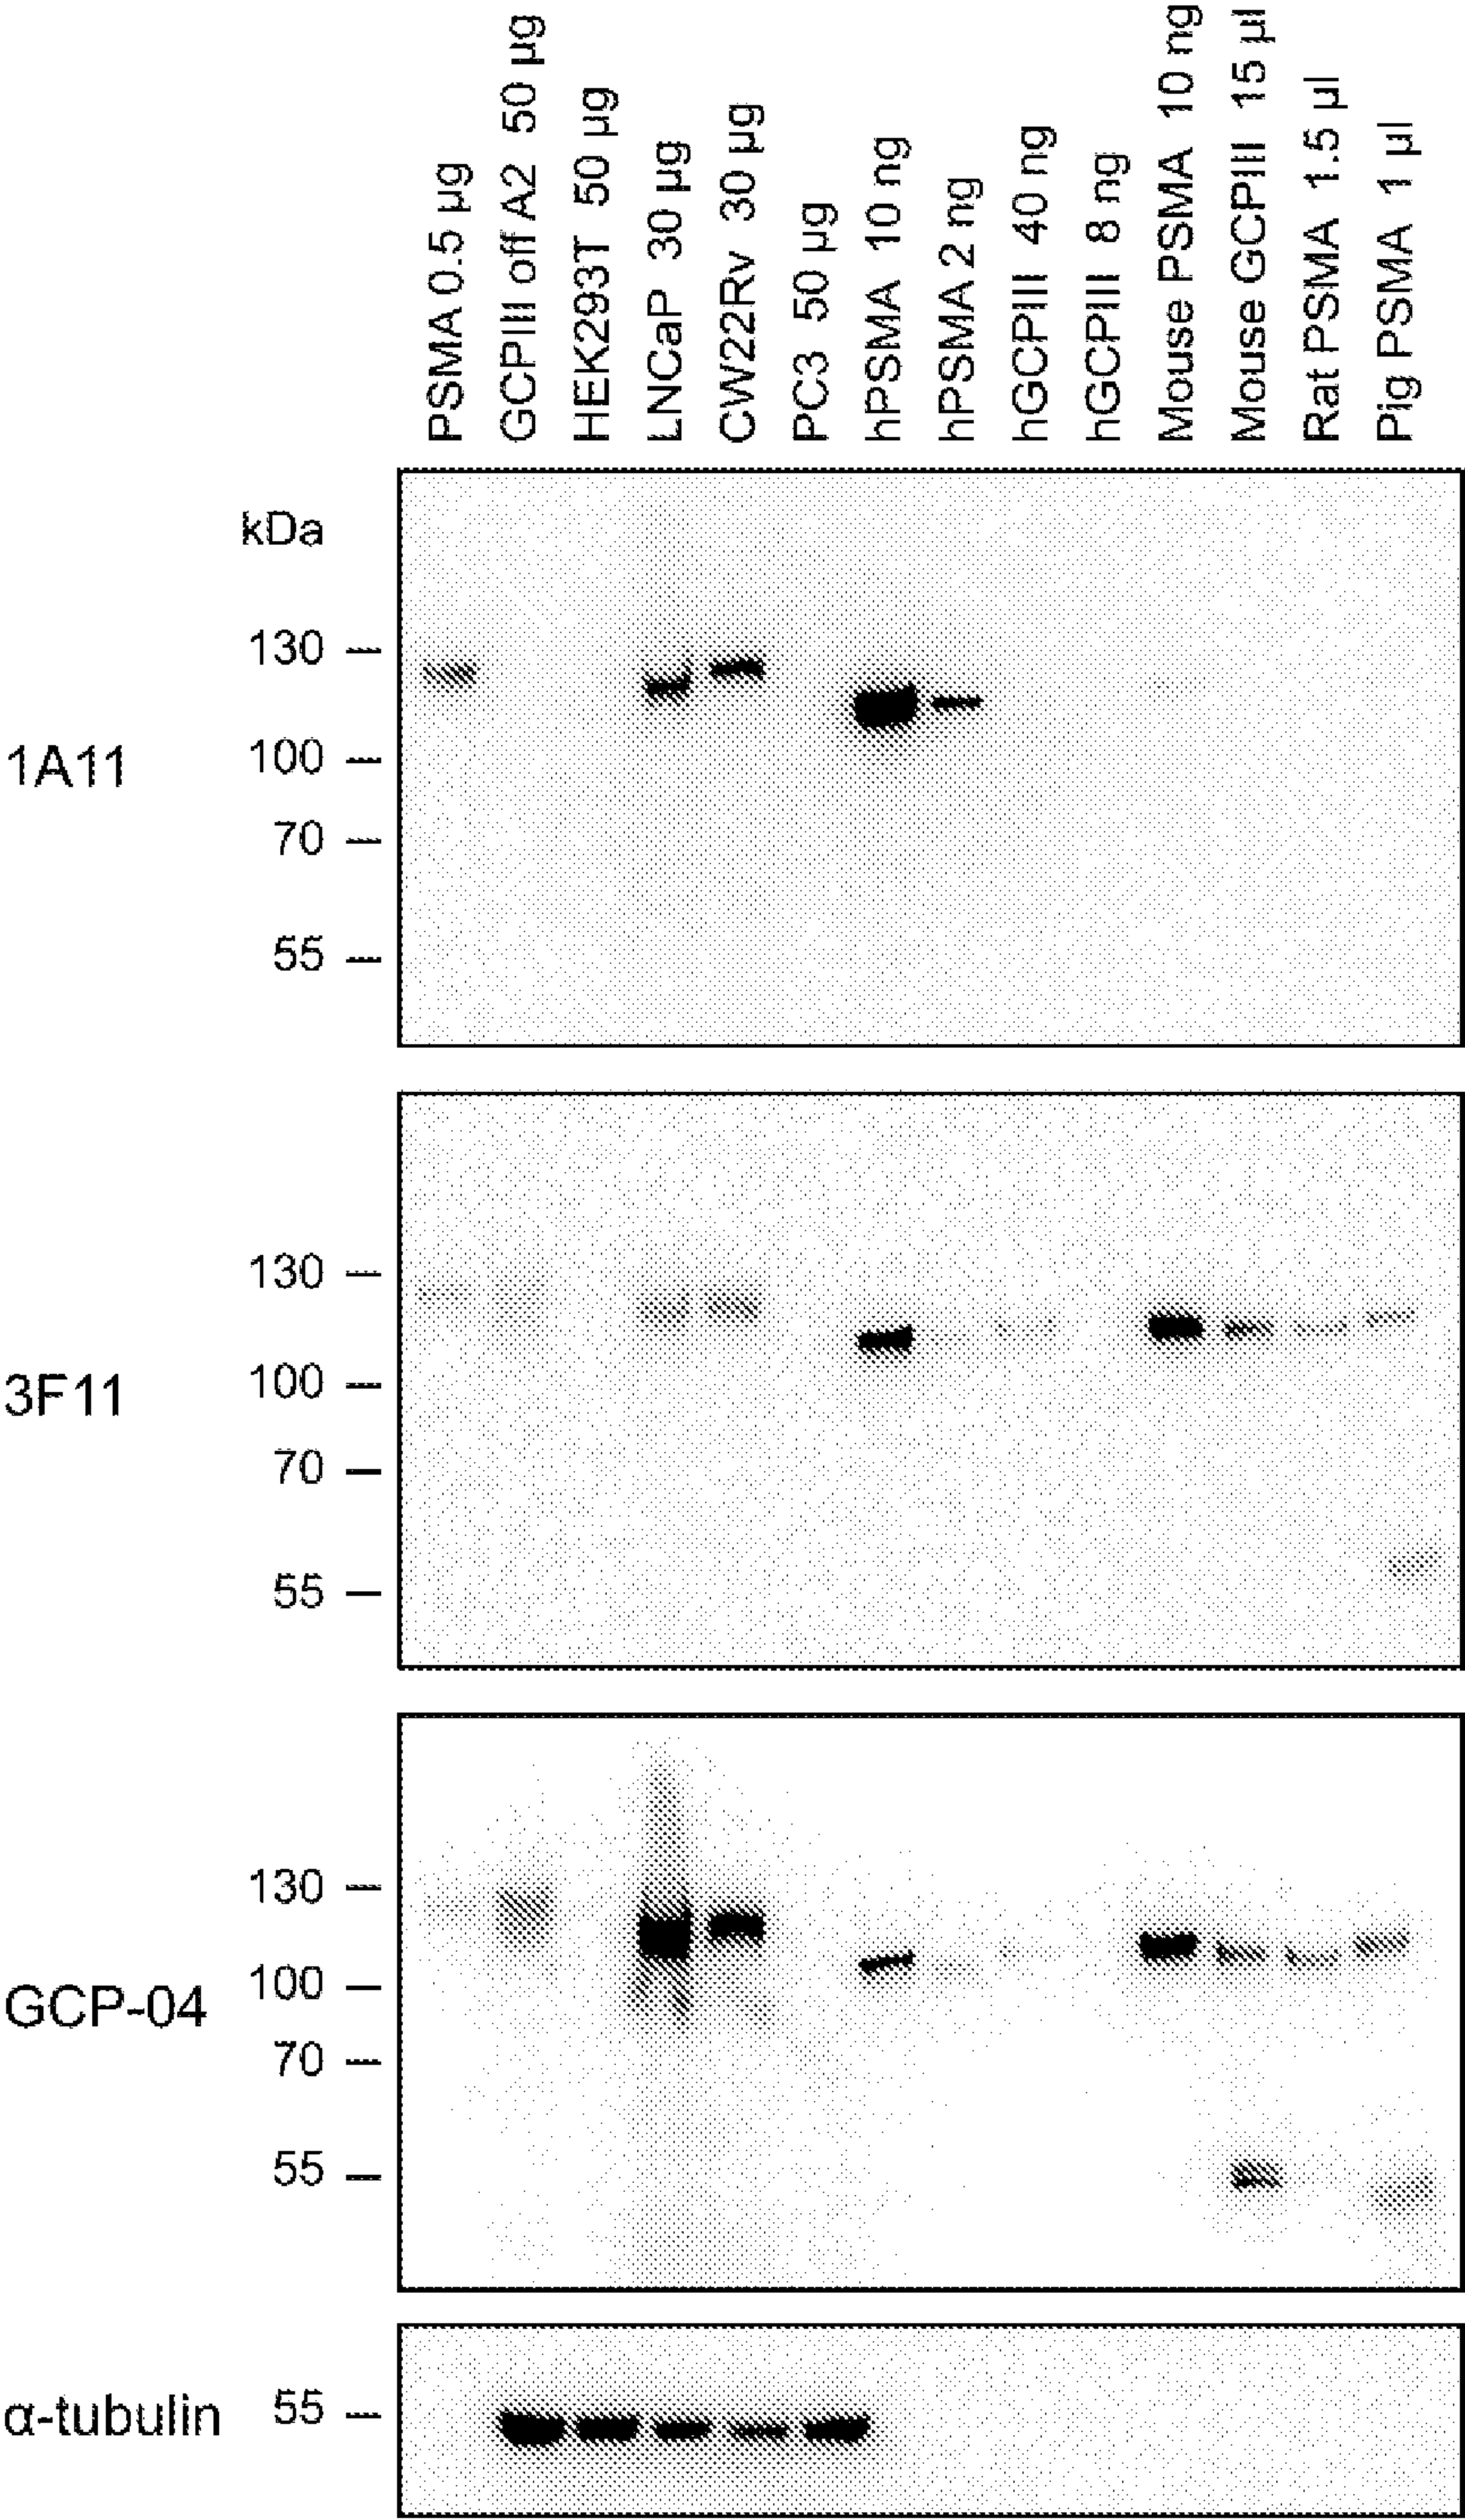 PSMA 0.5 µg
GCPIII off A2 50 µg
HEK293T 50 µg
LNCaP 30 µg
CW22Rv 30 µg
PC3 50 µg
hPSMA 10 ng
hPSMA 2 ng
hGCPIII 40 ng
hGCPIII 8 ng
Mouse PSMA 10 ng
Mouse GCPIII 15 µl
Rat PSMA 1.5 µl
Pig PSMA 1 µl
kDa
130
100
1A11
70
55
130
100
3F11
70
55
130
100
GCP-04
70
55
α-tubulin 55